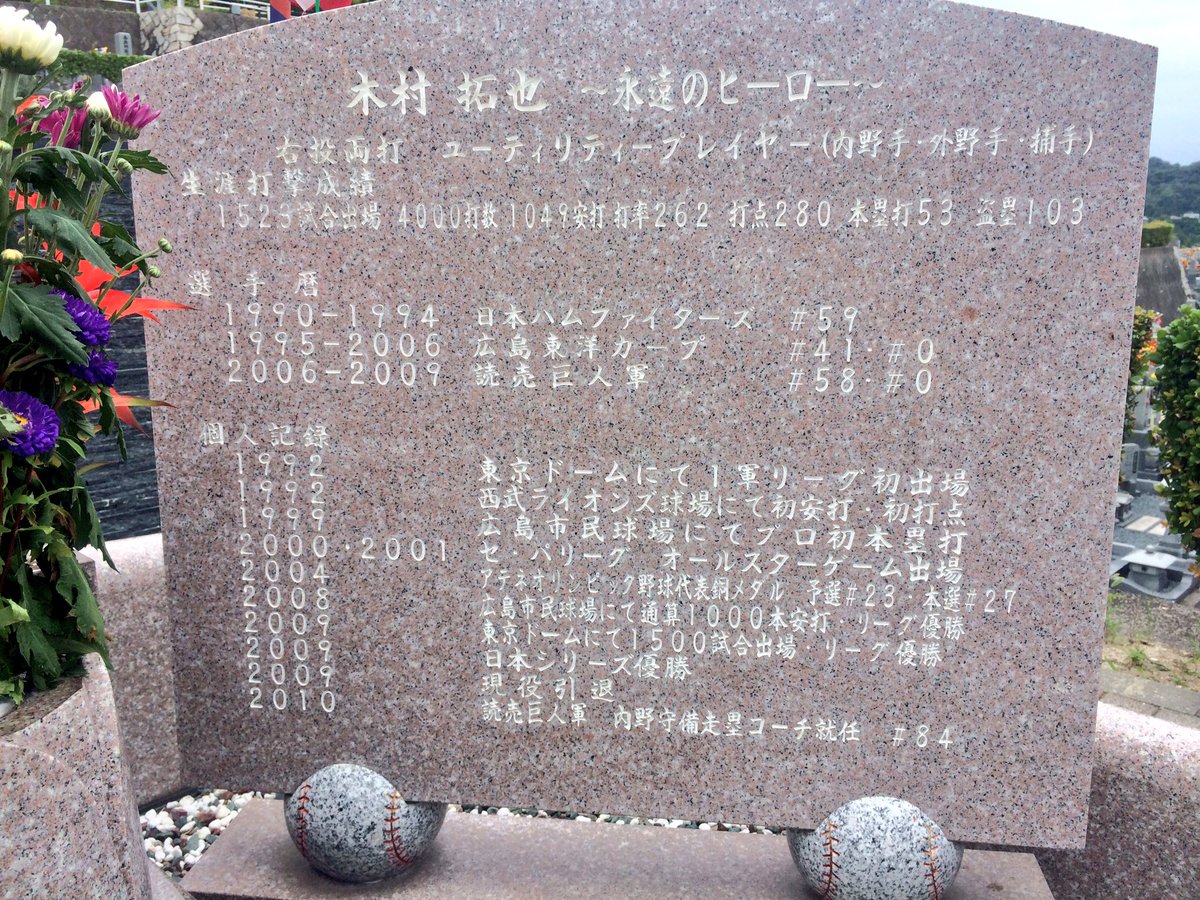 木村 拓也 ～永遠のヒーロー～
右投両打 ユーティリティープレイヤー(内野手・外野手・捕手)
生涯打撃成績
1523試合出場 4000打数1049安打 打率262 打点280 本塁打53 盗塁103
選手暦
1990-1994 日本ハムファイターズ #59
1995-2006 広島東洋カープ #41・#0
2006-2009 読売巨人軍 #58・#0
個人記録
1992 東京ドームにて1軍リーグ初出場
1992 西武ライオンズ球場にて初安打・初打点
1999 広島市民球場にてプロ初本塁打
2000・2001 セ・パリーグ オールスターゲーム出場
2004 アテネオリンピック野球代表銅メダル 予選#23・本選#27
2008 広島市民球場にて通算1000本安打・リーグ優勝
2009 東京ドームにて1500試合出場・リーグ優勝
2009 日本シリーズ優勝
2009 現役引退
2010 読売巨人軍 内野守備走塁コーチ就任 #84